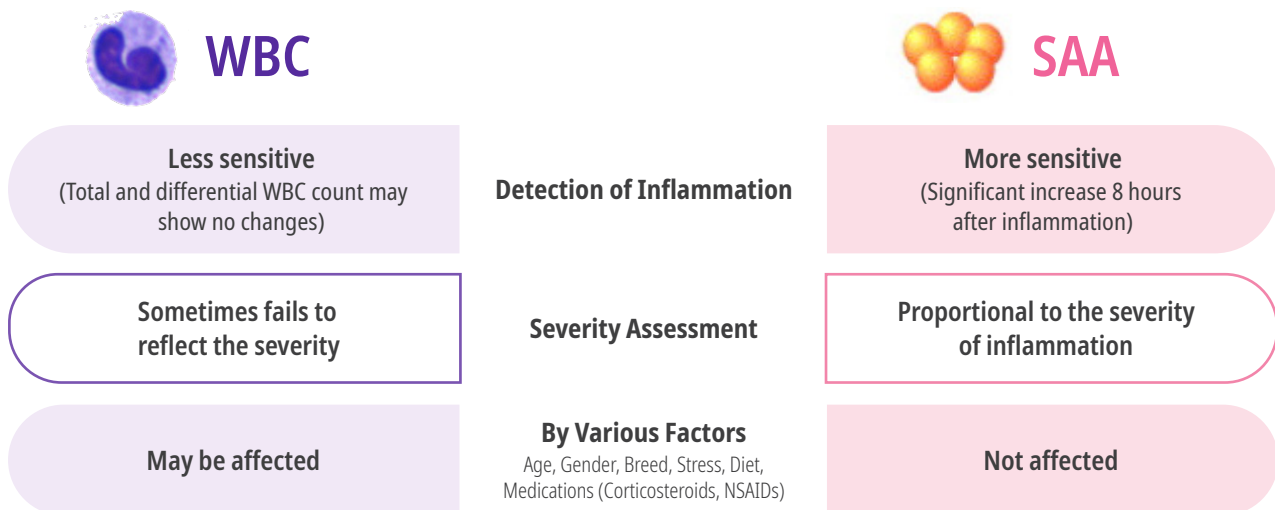 WBC
SAA
Less sensitive
(Total and differential WBC count may
show no changes)
Detection of Inflammation
More sensitive
(Significant increase 8 hours
after inflammation)
Sometimes fails to
reflect the severity
Severity Assessment
Proportional to the severity
of inflammation
May be affected
By Various Factors
Age, Gender, Breed, Stress, Diet,
Medications (Corticosteroids, NSAIDs)
Not affected